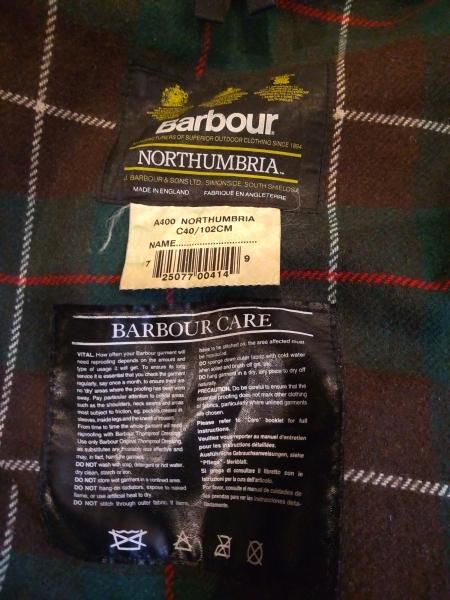 Barbour
MANUFACTURERS OF SUPERIOR OUTDOOR CLOTHING SINCE 1894
NORTHUMBRIA TM
J. BARBOUR & SONS LTD, SIMONSIDE, SOUTH SHIELDS
MADE IN ENGLAND FABRIQUÉ EN ANGLETERRE
A400 NORTHUMBRIA
C40/102CM
NAME..............................
7 25077 00414 9
BARBOUR CARE
VITAL. How often your Barbour garment will
need reproofing depends on the amount and
type of usage it will get. To ensure its long
service it is essential that you check the garment
regularly, say once a month, to ensure there are
no 'dry' areas where the proofing has been worn
away. Pay particular attention to critical areas
such as the shoulders, neck seams and areas
most subject to friction, eg. pockets, creases in
sleeves, inside legs and the knees of trousers.
From time to time the whole garment will need
reproofing with Barbour Thornproof Dressing.
Use only Barbour Original Thornproof Dressing,
as substitutes are invariably less effective and
may, in fact, harm the garment.
DO NOT wash with soap, detergent or hot water,
dry clean, starch or iron.
DO NOT store wet garment in a confined area.
DO NOT hang on radiators, expose to naked
flame, or use artificial heat to dry.
DO NOT stitch through outer fabric. If items
have to be stitched on, the area affected must
be reproofed.
DO sponge down outer fabric with cold water
when soiled and brush off grit, etc.
DO hang garment in a dry, airy place to dry off
naturally.
PRECAUTION. Do be careful to ensure that the
essential proofing does not mark other clothing
or fabrics, particularly where unlined garments
are chosen.
Please refer to "Care" booklet for full
instructions.
Veuillez vous reporter au manuel d'entretien
pour les instructions détaillées.
Ausführliche Gebrauchsanweisungen, siehe
"Pflege" - Merkblatt.
Si prega di consultare il libretto con le
instruzioni per la cura dell'articolo.
Por favor, consulte el manual de cuidados de